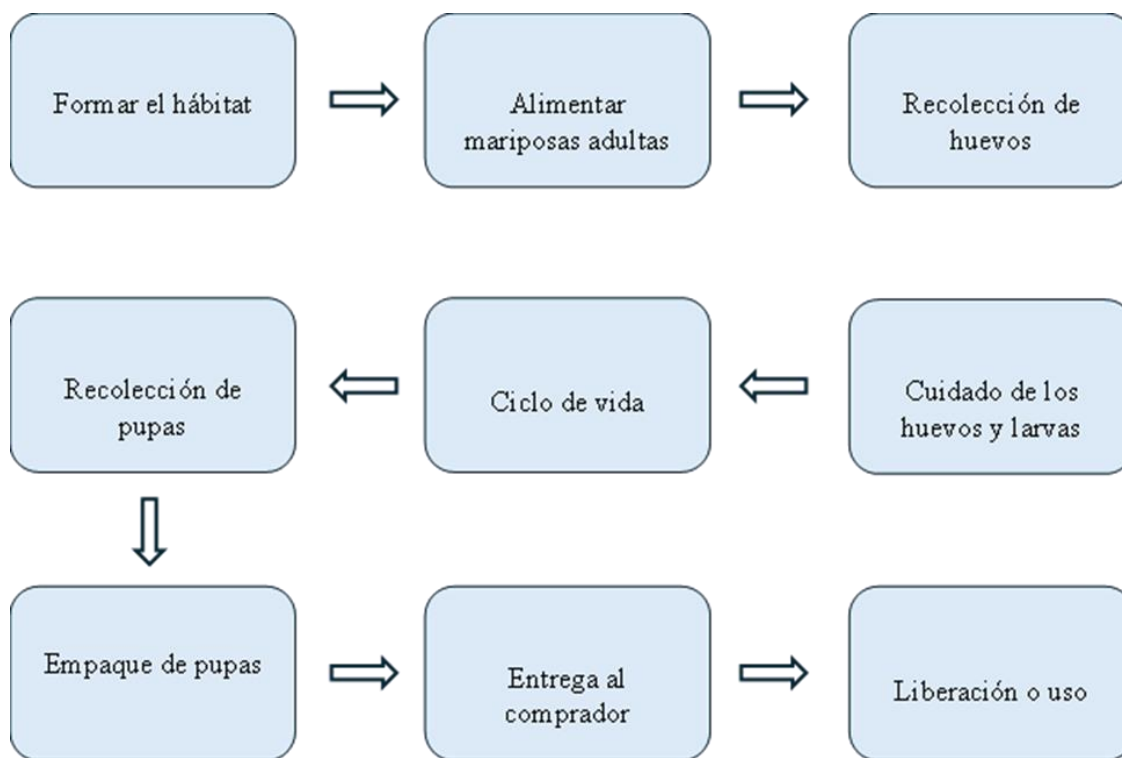 Formar el hábitat
Alimentar
mariposas adultas
Recolección de
huevos
Recolección de
pupas
Ciclo de vida
Cuidado de los
huevos y larvas
Empaque de pupas
Entrega al
comprador
Liberación o uso